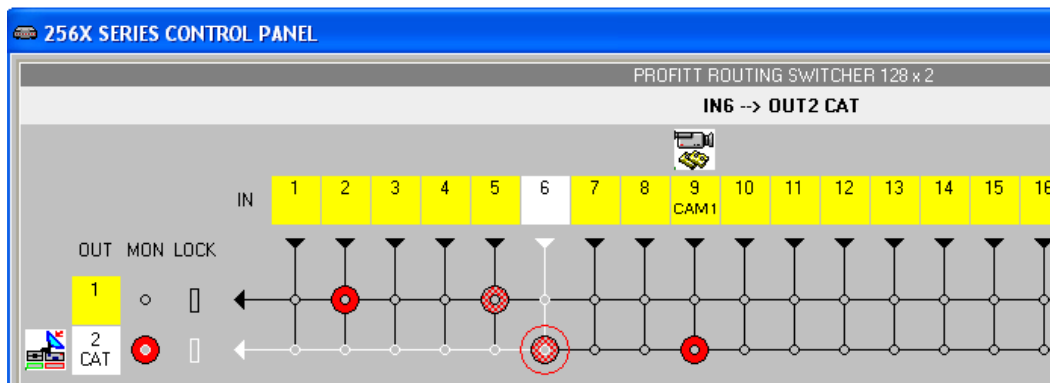 256X SERIES CONTROL PANEL
PROFITT ROUTING SWITCHER 128 x 2
IN6 --> OUT2 CAT
IN 1 2 3 4 5 6 7 8 9 10 11 12 13 14 15 16
CAM1
OUT MON LOCK
1
2
CAT